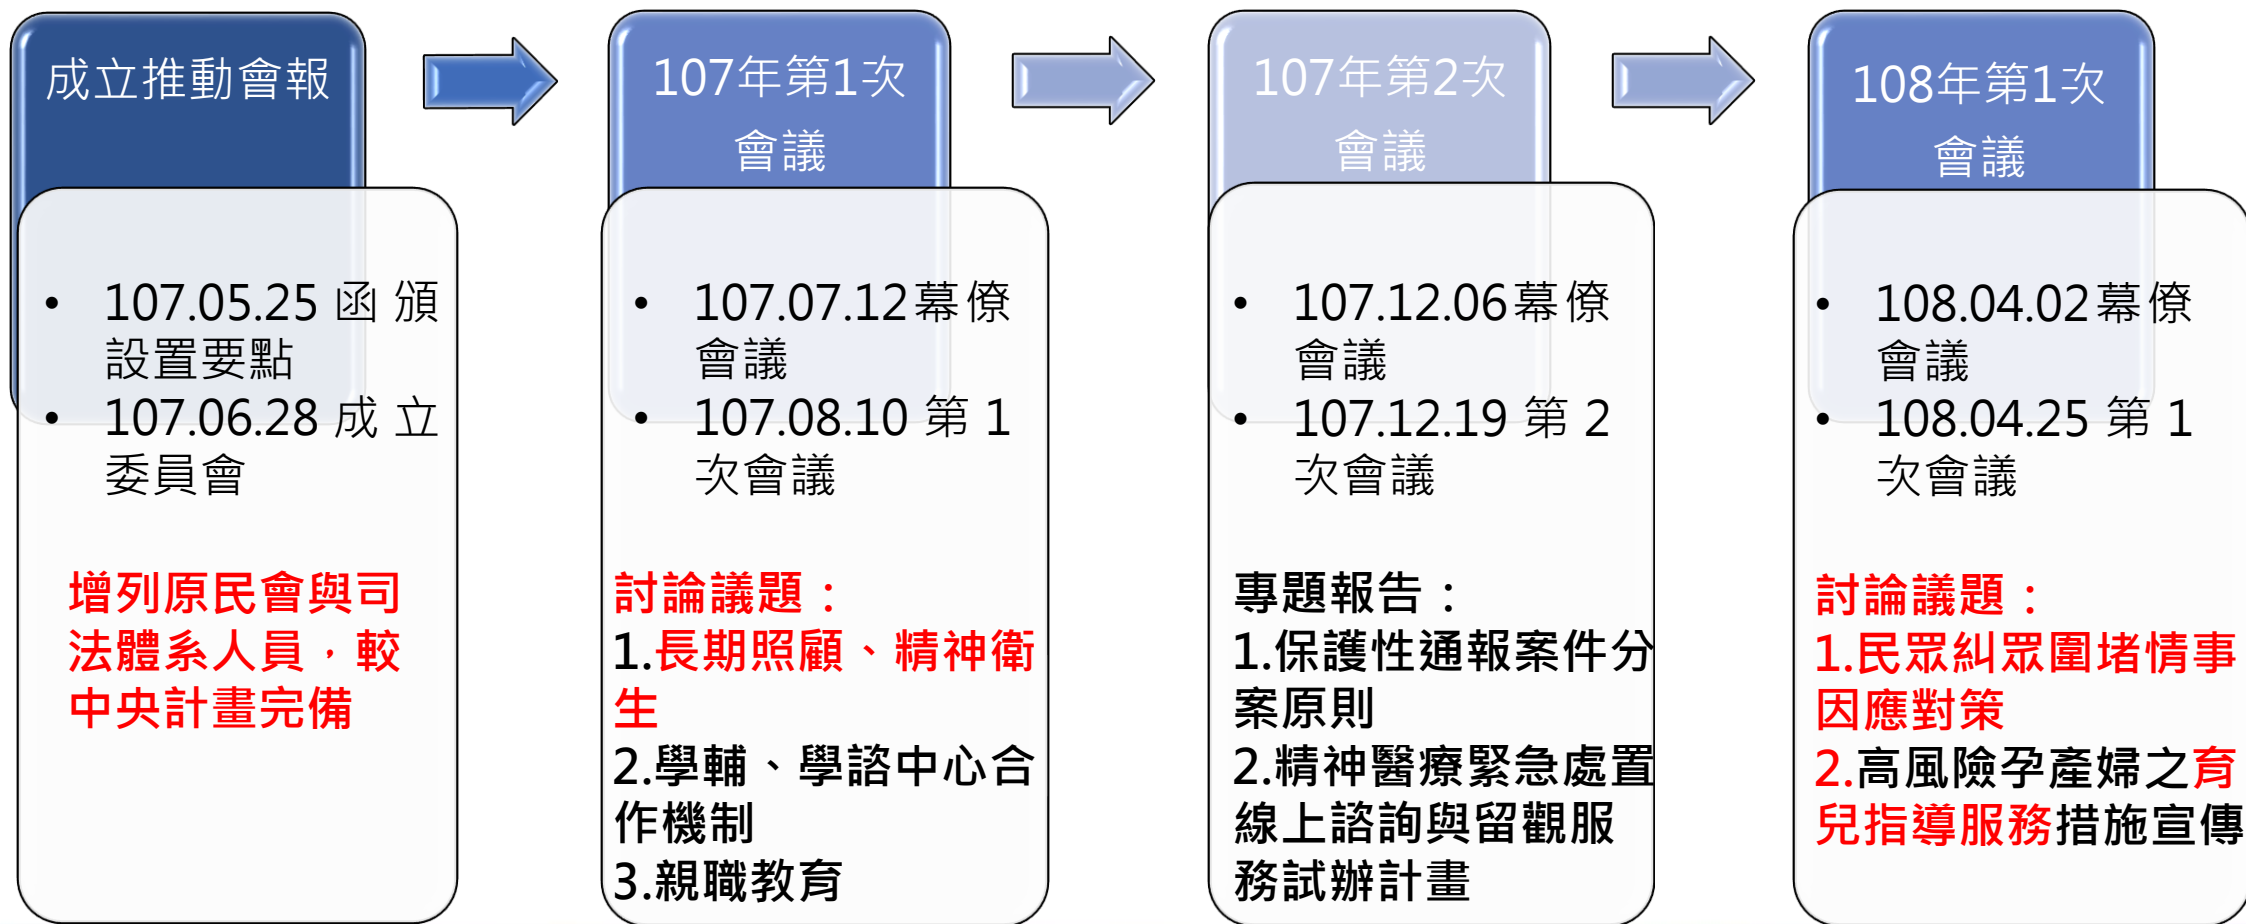 成立推動會報
• 107.05.25 函 頒
設置要點
• 107.06.28 成 立
委員會
增列原民會與司
法體系人員，較
中央計畫完備
107年第1次
會議
• 107.07.12幕僚
會議
• 107.08.10 第 1
次會議
討論議題：
1.長期照顧、精神衛
生
2.學輔、學諮中心合
作機制
3.親職教育
107年第2次
會議
• 107.12.06幕僚
會議
• 107.12.19 第 2
次會議
專題報告：
1.保護性通報案件分
案原則
2.精神醫療緊急處置
線上諮詢與留觀服
務試辦計畫
108年第1次
會議
• 108.04.02幕僚
會議
• 108.04.25 第 1
次會議
討論議題：
1.民眾糾眾圍堵情事
因應對策
2.高風險孕產婦之育
兒指導服務措施宣傳